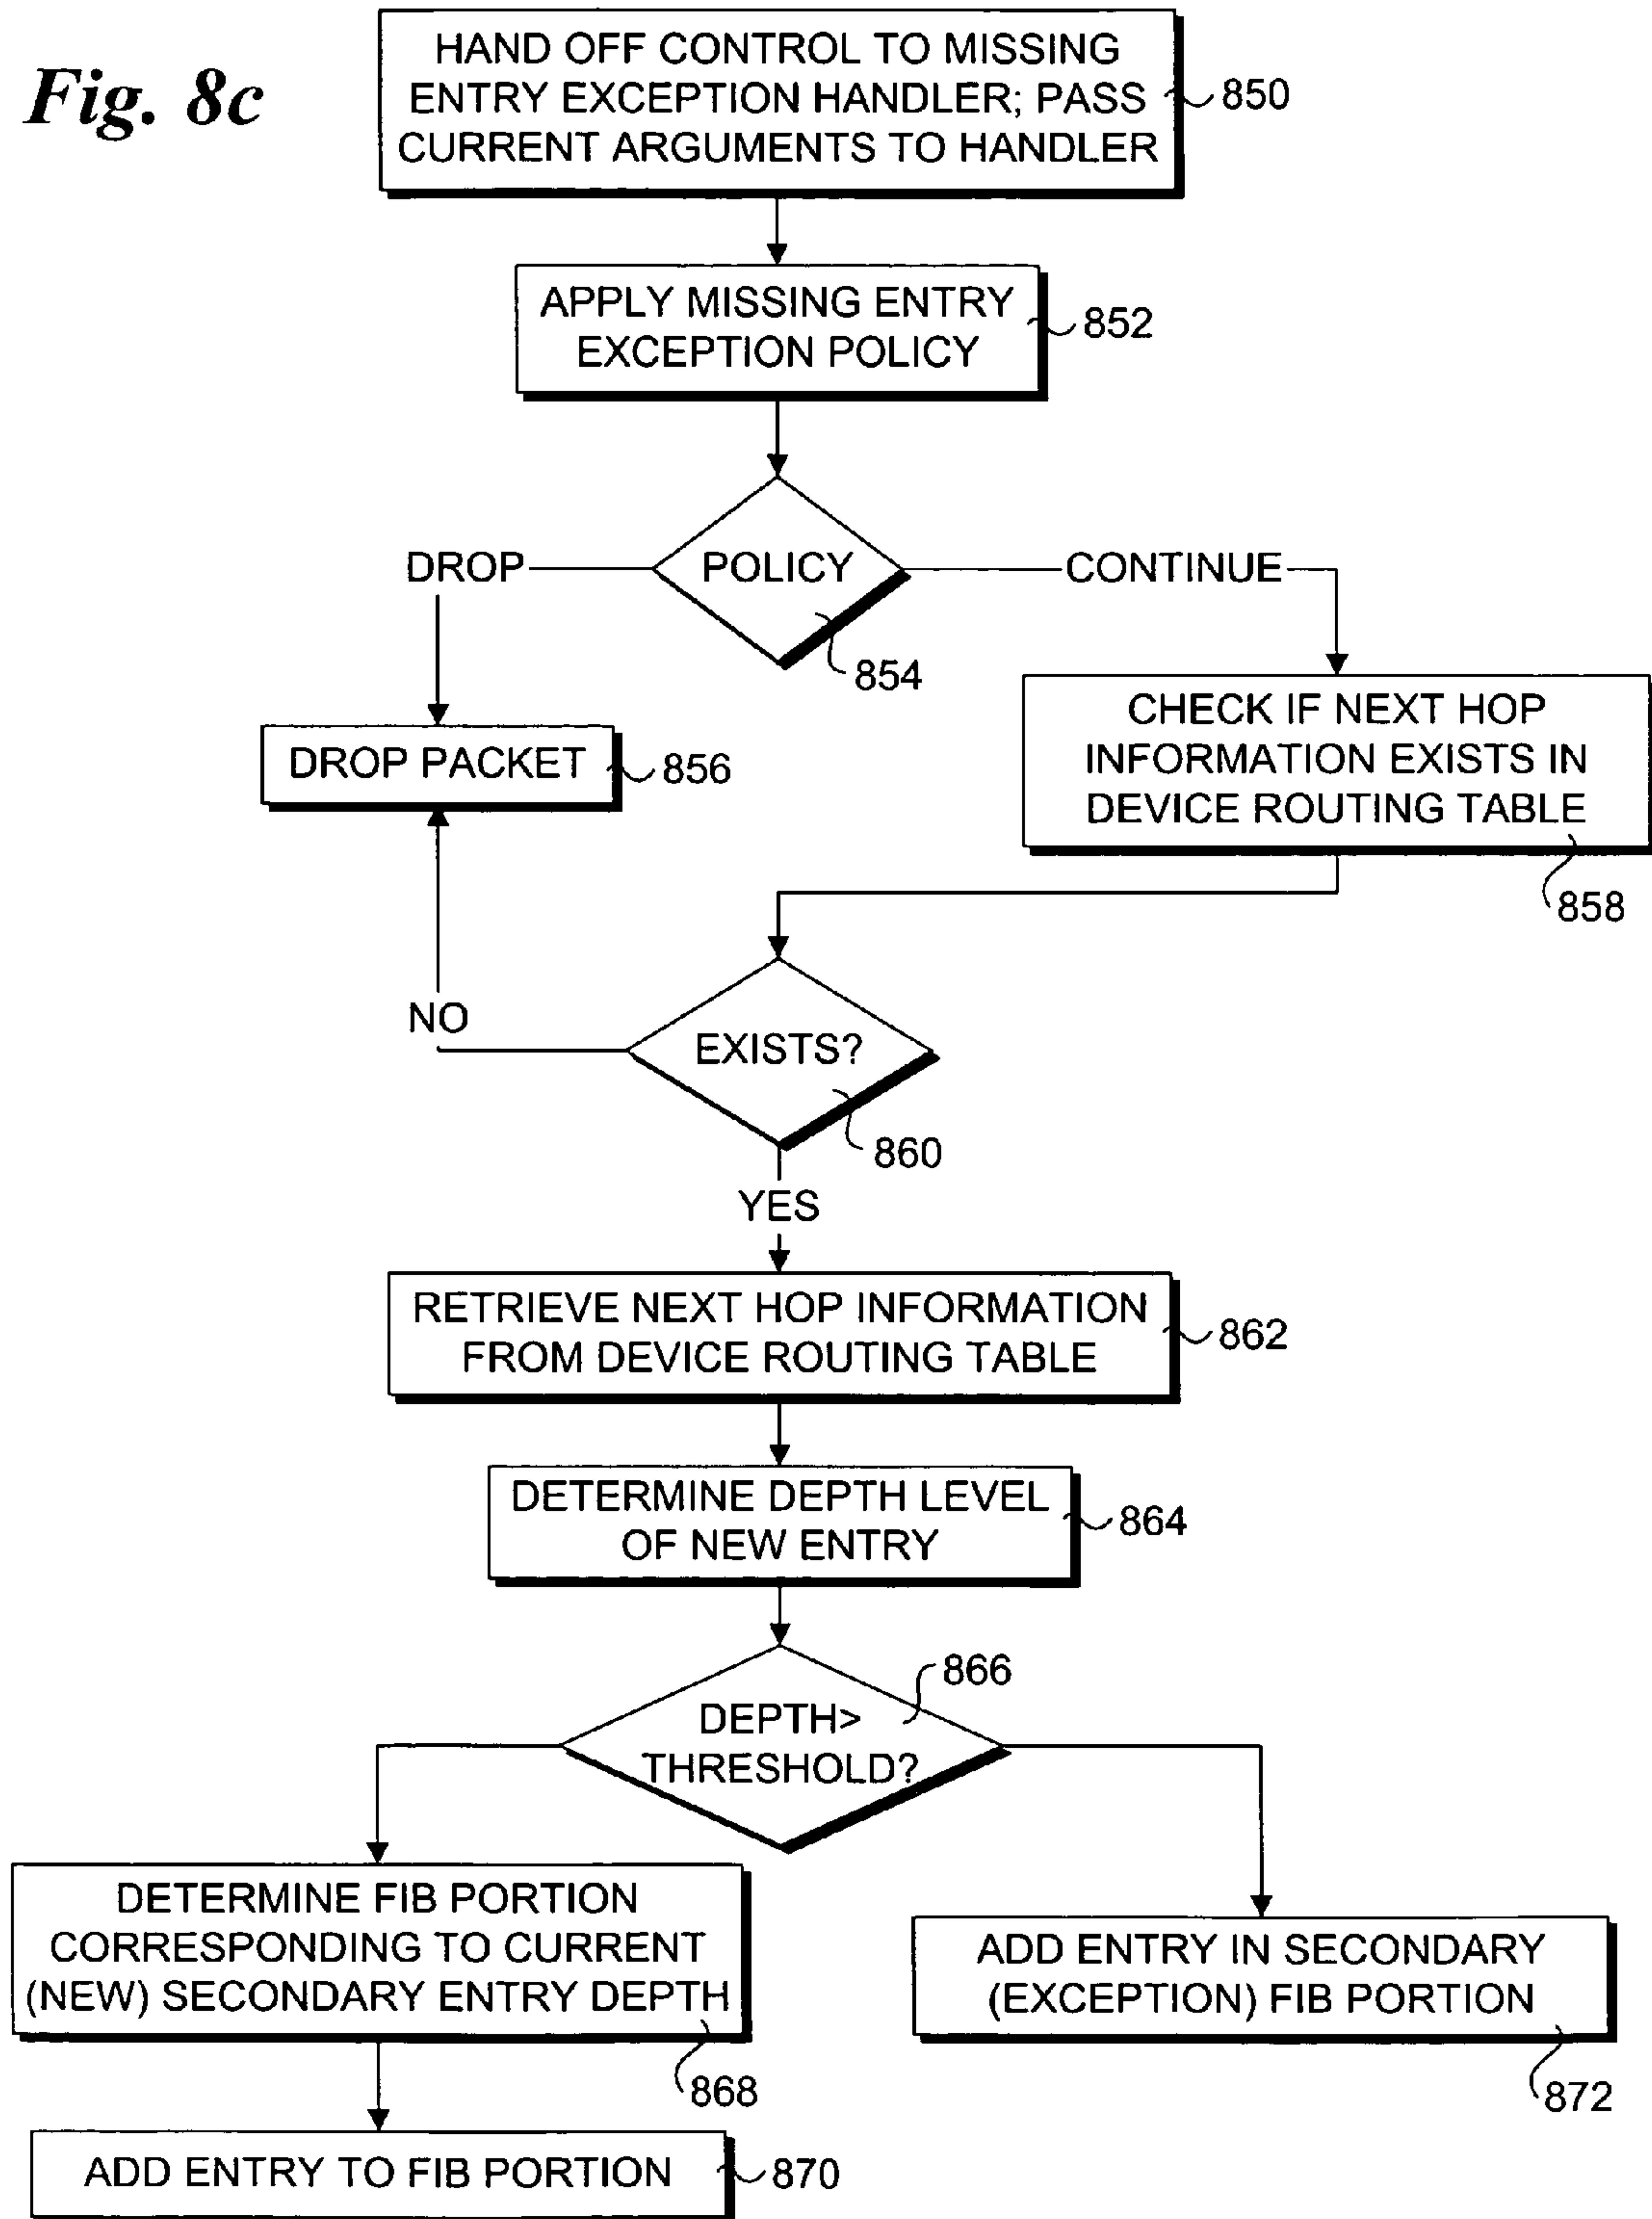 Fig. 8c
HAND OFF CONTROL TO MISSING
ENTRY EXCEPTION HANDLER; PASS
CURRENT ARGUMENTS TO HANDLER
850
APPLY MISSING ENTRY
EXCEPTION POLICY
852
DROP
POLICY
CONTINUE
854
DROP PACKET
856
CHECK IF NEXT HOP
INFORMATION EXISTS IN
DEVICE ROUTING TABLE
858
NO
EXISTS?
860
YES
RETRIEVE NEXT HOP INFORMATION
FROM DEVICE ROUTING TABLE
862
DETERMINE DEPTH LEVEL
OF NEW ENTRY
864
866
DEPTH>
THRESHOLD?
DETERMINE FIB PORTION
CORRESPONDING TO CURRENT
(NEW) SECONDARY ENTRY DEPTH
868
ADD ENTRY IN SECONDARY
(EXCEPTION) FIB PORTION
872
ADD ENTRY TO FIB PORTION
870